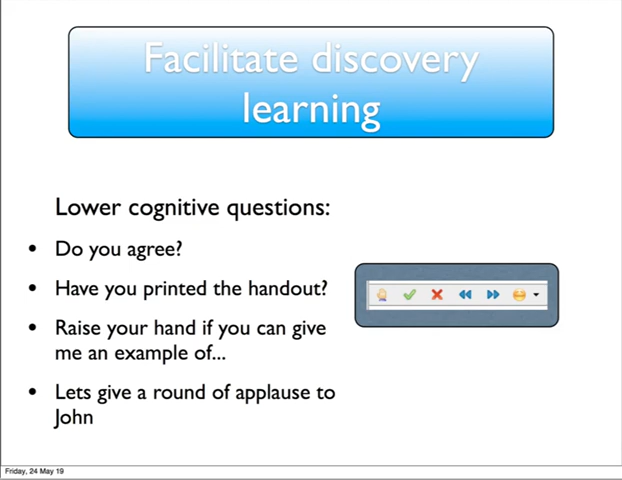 Facilitate discovery
learning
Lower cognitive questions:
• Do you agree?
• Have you printed the handout?
• Raise your hand if you can give
me an example of...
• Lets give a round of applause to
John
Friday, 24 May 19